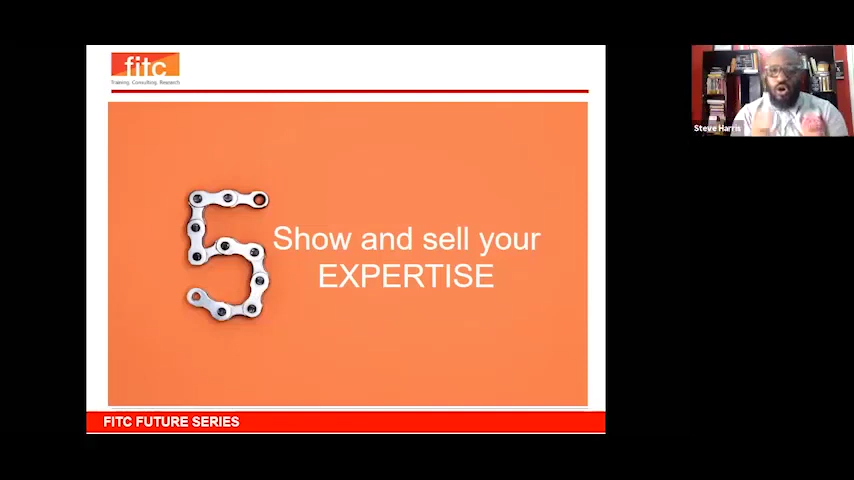 fitc
Training, Consulting, Research
5
Show and sell your
EXPERTISE
FITC FUTURE SERIES
Steve Harris